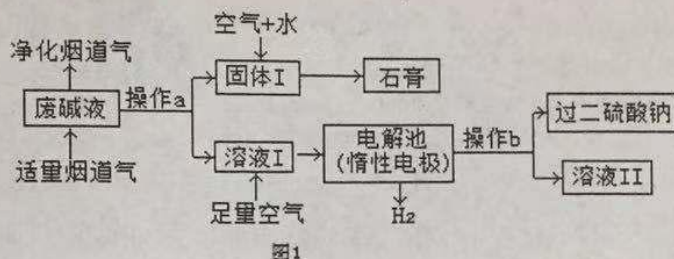 空气+水
净化烟道气
固体I
石膏
废碱液
操作a
过二硫酸钠
电解池
(惰性电极)
操作b
溶液I
溶液II
适量烟道气
足量空气
H₂
图1